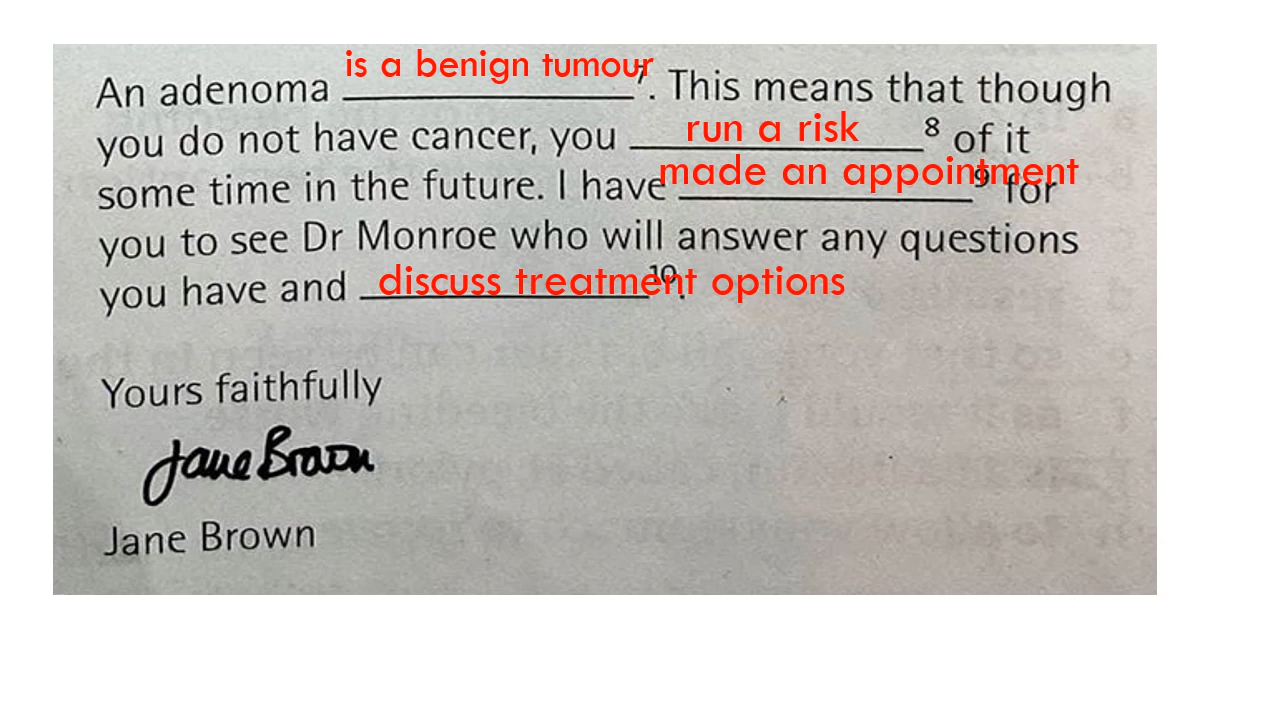 An adenoma is a benign tumour 7. This means that though
you do not have cancer, you run a risk 8 of it
some time in the future. I have made an appointment 9 for
you to see Dr Monroe who will answer any questions
you have and discuss treatment options 10.
Yours faithfully
Jane Brown
Jane Brown